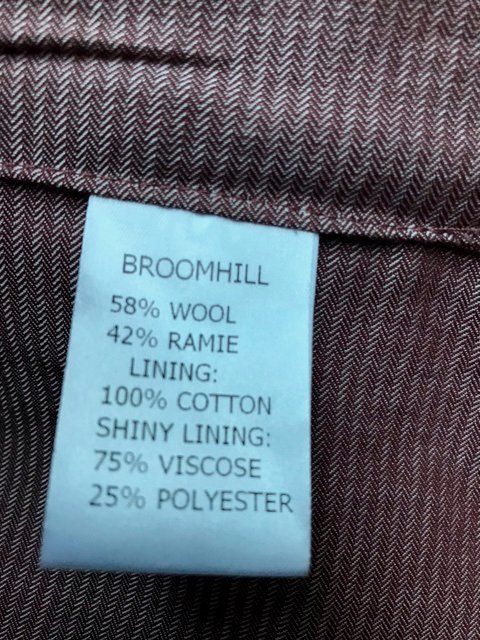 BROOMHILL
58% WOOL
42% RAMIE
LINING:
100% COTTON
SHINY LINING:
75% VISCOSE
25% POLYESTER